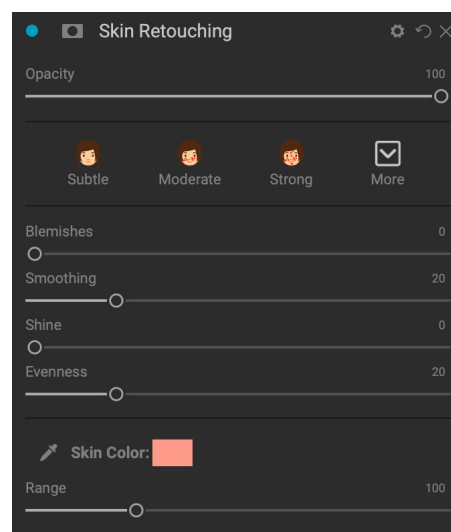 Skin Retouching
Opacity 100
Subtle Moderate Strong More
Blemishes 0
Smoothing 20
Shine 0
Evenness 20
Skin Color:
Range 100